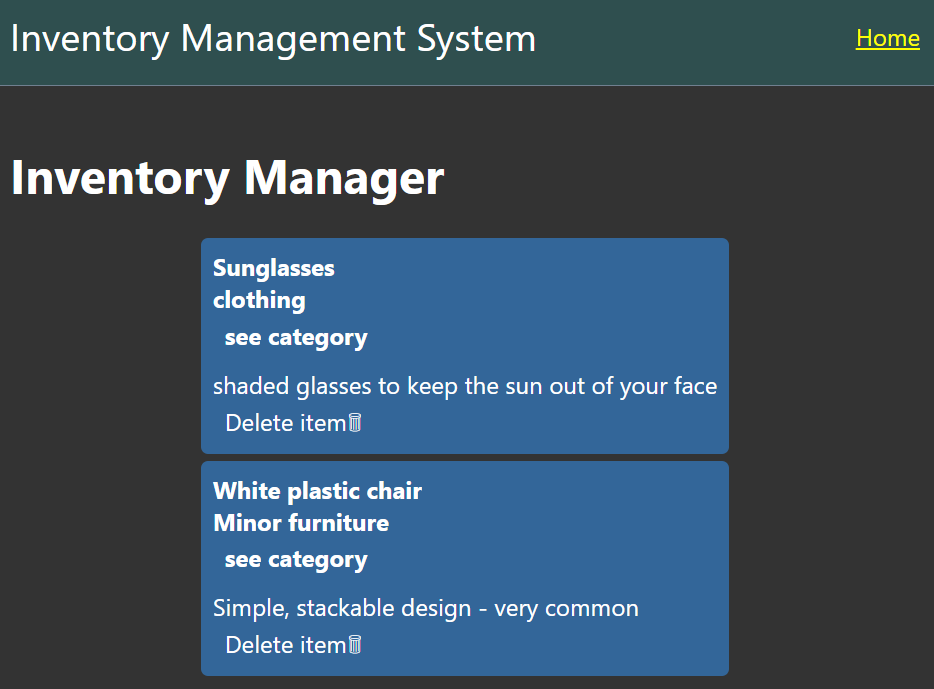 Inventory Management System
Home
Inventory Manager
Sunglasses
clothing
see category
shaded glasses to keep the sun out of your face
Delete item🗑
White plastic chair
Minor furniture
see category
Simple, stackable design - very common
Delete item🗑